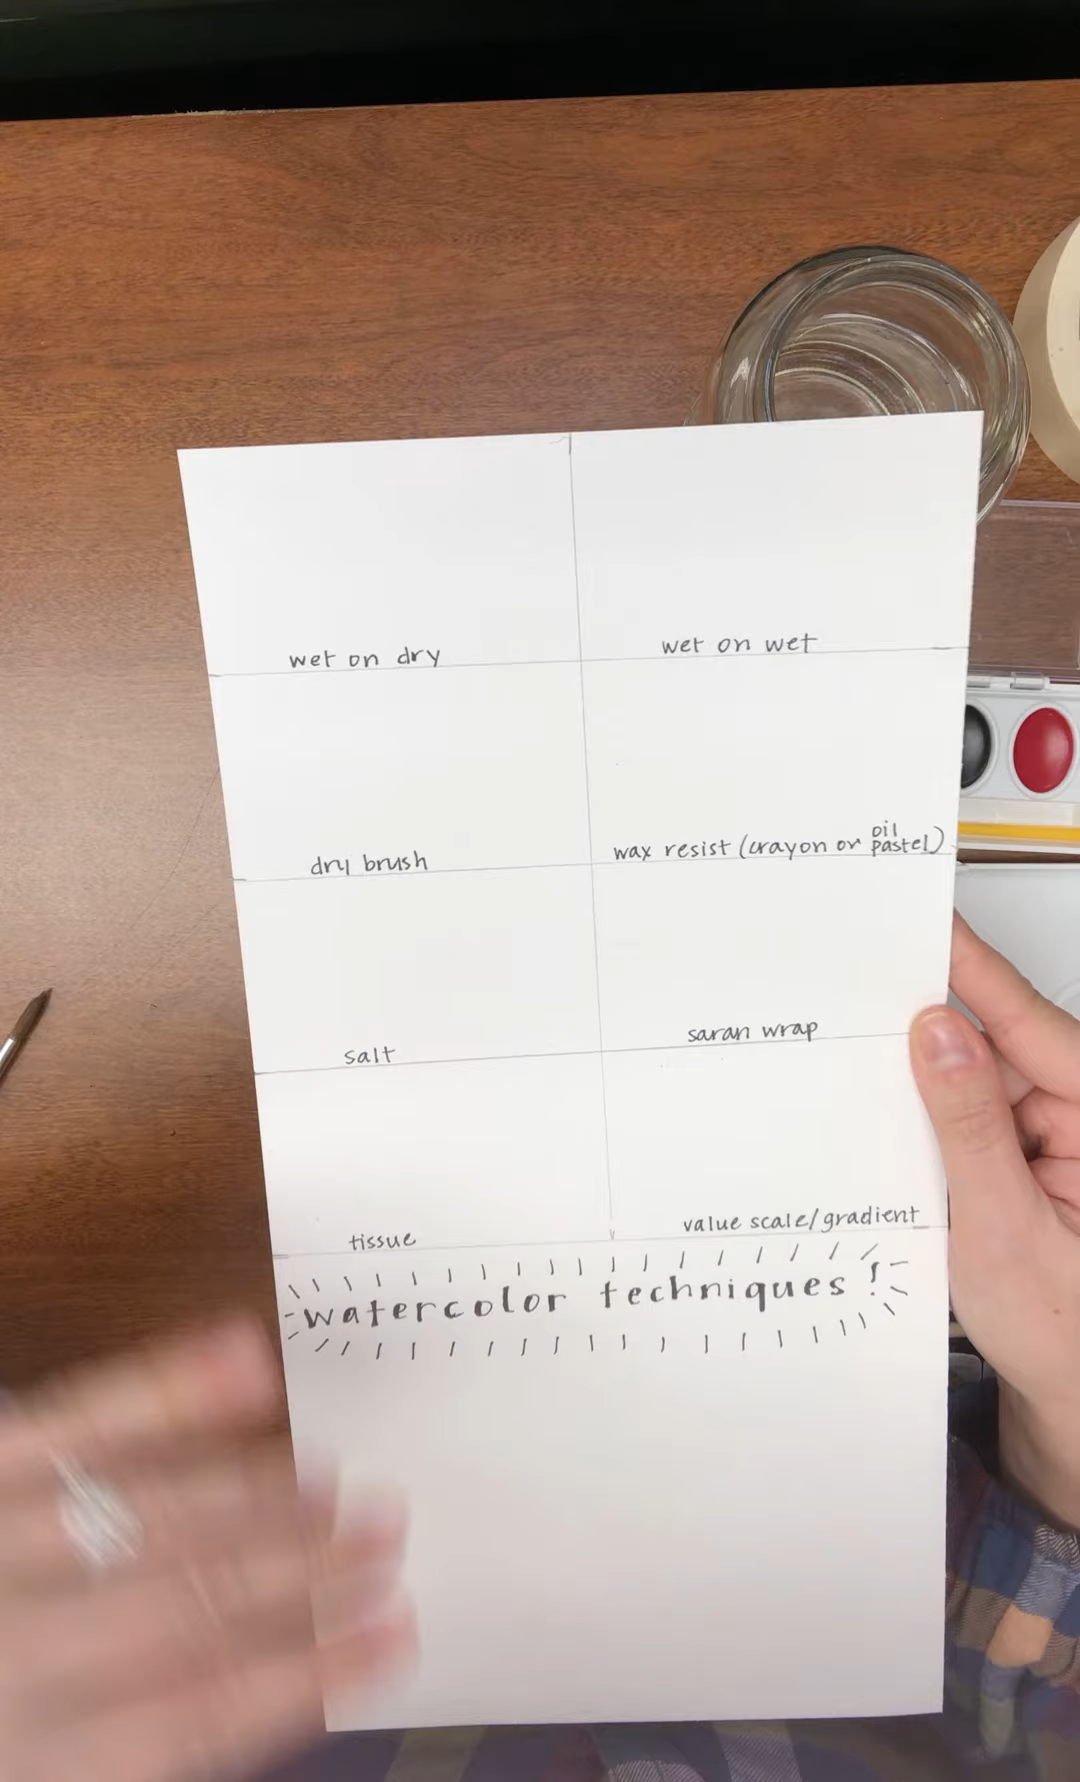 wet on dry
wet on wet
dry brush
wax resist (crayon or oil pastel)
salt
saran wrap
tissue
value scale/gradient
watercolor techniques!